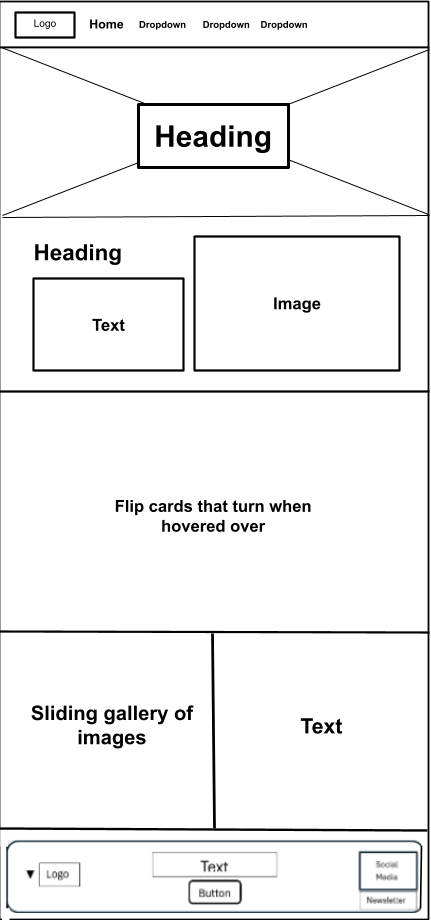 Logo Home Dropdown Dropdown Dropdown
Heading
Heading
Text
Image
Flip cards that turn when
hovered over
Sliding gallery of
images
Text
Logo
Text
Button
Social
Media
Newsletter